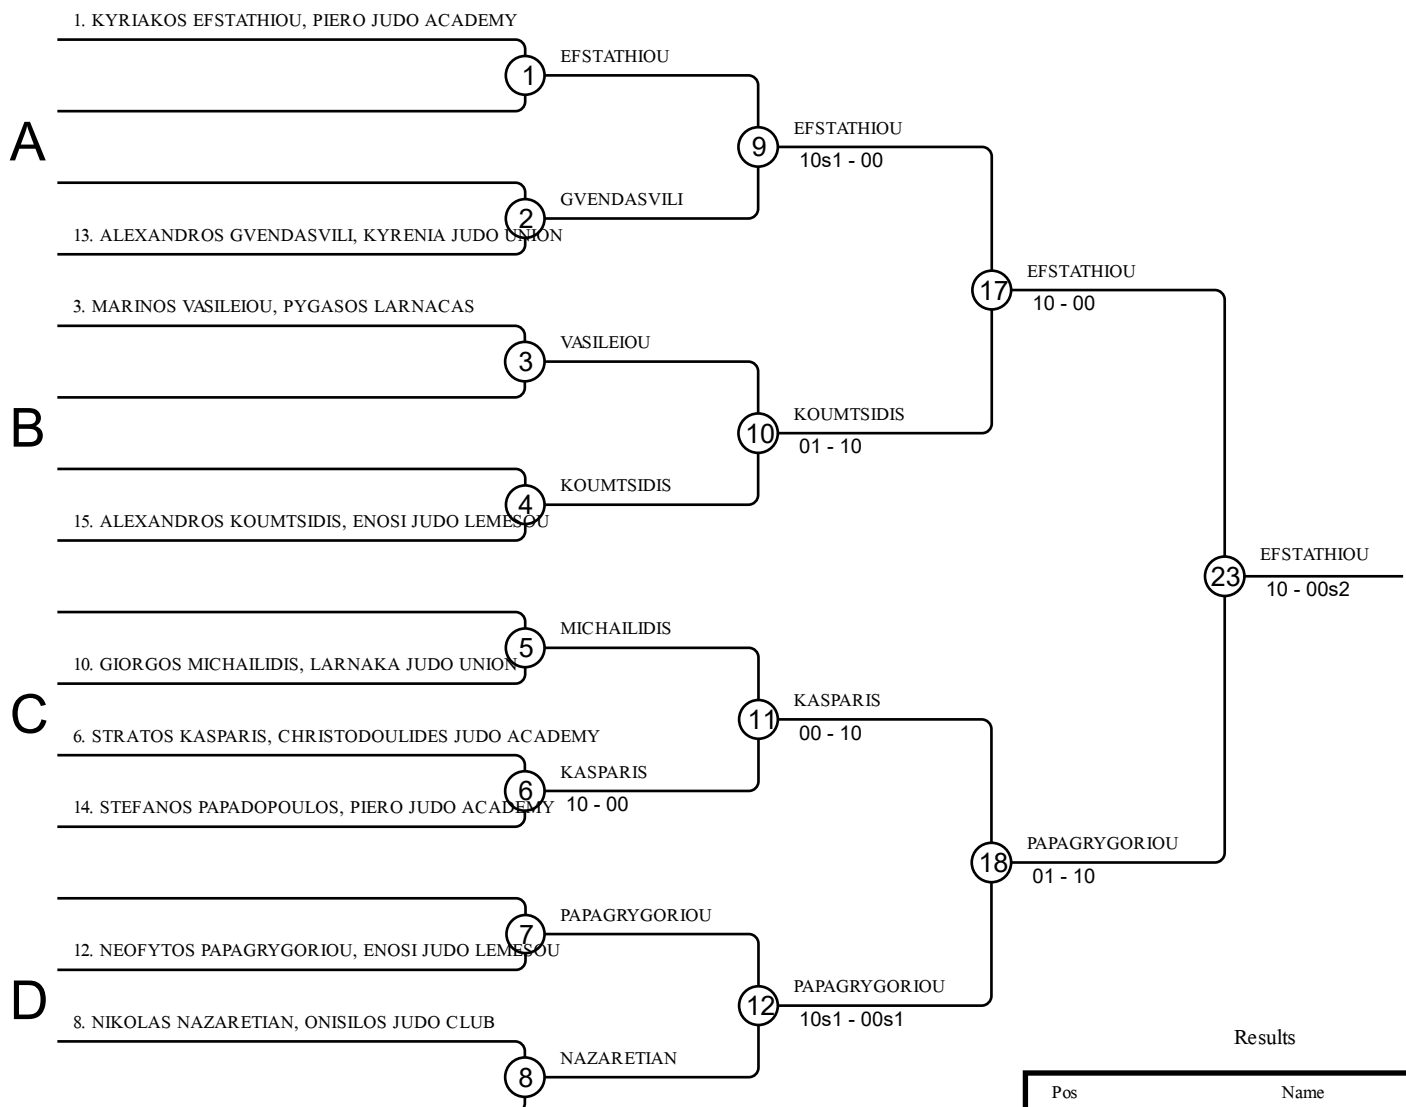 1. KYRIAKOS EFSTATHIOU, PIERO JUDO ACADEMY
1
EFSTATHIOU
A
9
EFSTATHIOU
10s1 - 00
2
GVENDASVILI
13. ALEXANDROS GVENDASVILI, KYRENIA JUDO UNION
17
EFSTATHIOU
10 - 00
3. MARINOS VASILEIOU, PYGASOS LARNACAS
3
VASILEIOU
B
10
KOUMTSIDIS
01 - 10
4
KOUMTSIDIS
15. ALEXANDROS KOUMTSIDIS, ENOSI JUDO LEMESOU
23
EFSTATHIOU
10 - 00s2
5
MICHAILIDIS
10. GIORGOS MICHAILIDIS, LARNAKA JUDO UNION
C
11
KASPARIS
00 - 10
6. STRATOS KASPARIS, CHRISTODOULIDES JUDO ACADEMY
6
KASPARIS
10 - 00
14. STEFANOS PAPADOPOULOS, PIERO JUDO ACADEMY
18
PAPAGRYGORIOU
01 - 10
7
PAPAGRYGORIOU
12. NEOFYTOS PAPAGRYGORIOU, ENOSI JUDO LEMESOU
D
12
PAPAGRYGORIOU
10s1 - 00s1
8. NIKOLAS NAZARETIAN, ONISILOS JUDO CLUB
8
NAZARETIAN
Results
Pos Name